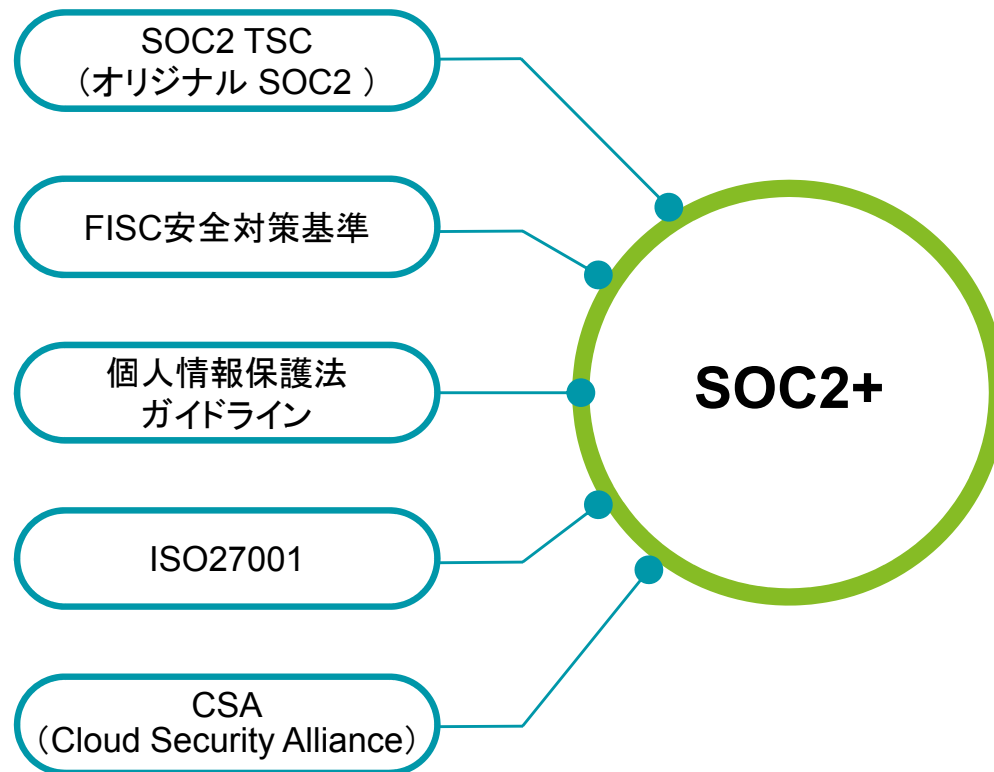 SOC2 TSC
（オリジナル SOC2 ）
FISC安全対策基準
個人情報保護法
ガイドライン
ISO27001
CSA
（Cloud Security Alliance）
SOC2+